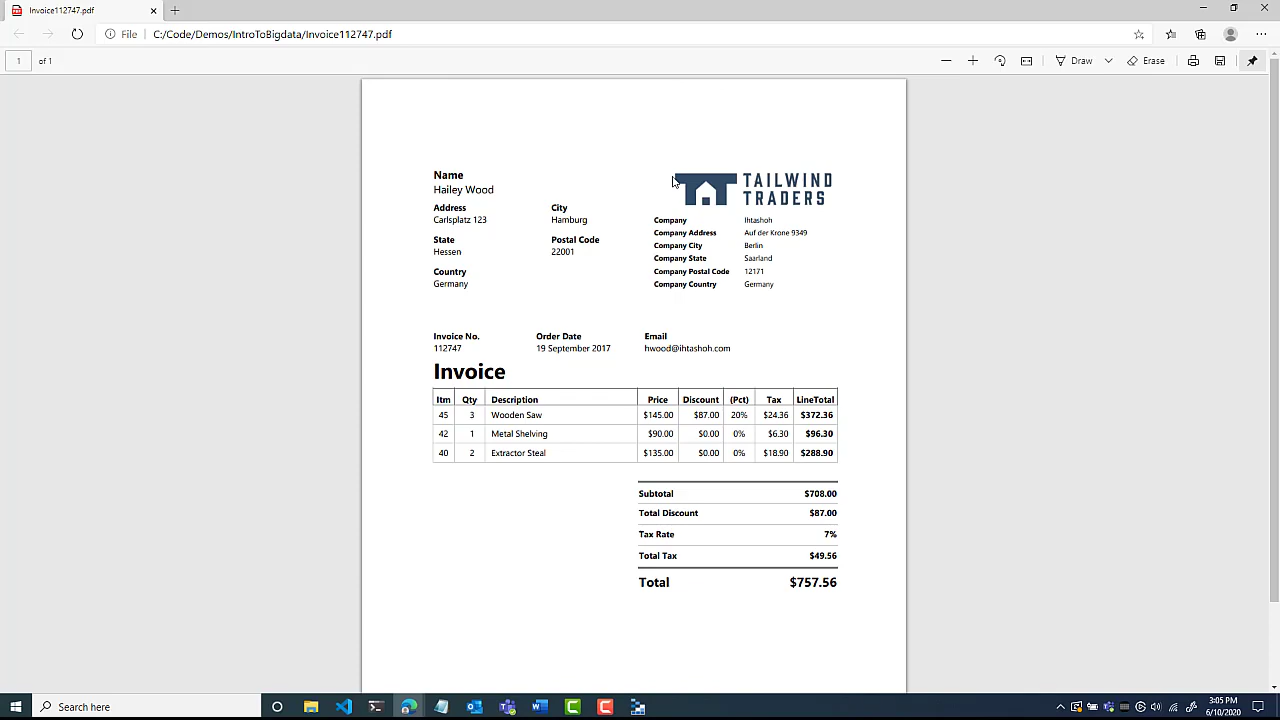 Invoice112747.pdf
File | C:/Code/Demos/IntroToBigdata/Invoice112747.pdf
1 of 1
Draw
Erase
Name
Hailey Wood
TAILWIND
TRADERS
Address City
Carlsplatz 123 Hamburg
State Postal Code
Hessen 22001
Country
Germany
Company Ihtashoh
Company Address Auf der Krone 9349
Company City Berlin
Company State Saarland
Company Postal Code 12171
Company Country Germany
Invoice No. Order Date Email
112747 19 September 2017 hwood@ihtashoh.com
Invoice
Itm Qty Description Price Discount (Pct) Tax LineTotal
45 3 Wooden Saw $145.00 $87.00 20% $24.36 $372.36
42 1 Metal Shelving $90.00 $0.00 0% $6.30 $96.30
40 2 Extractor Steal $135.00 $0.00 0% $18.90 $288.90
Subtotal $708.00
Total Discount $87.00
Tax Rate 7%
Total Tax $49.56
Total $757.56
Search here
3:05 PM
6/10/2020